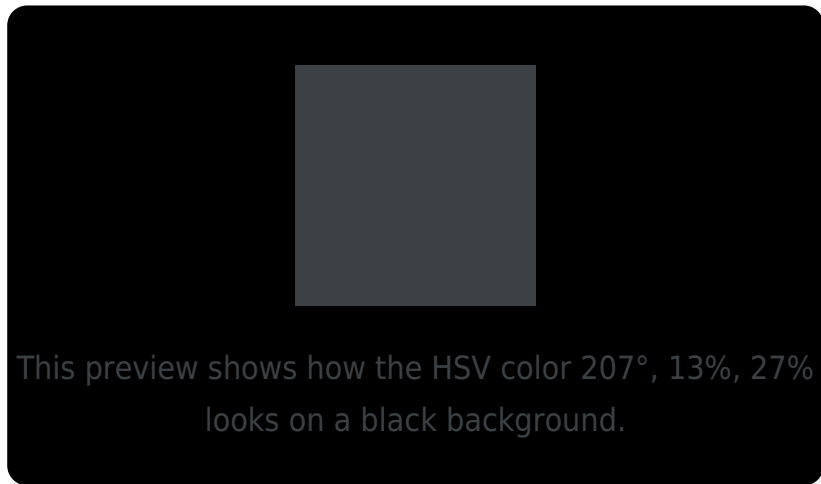 This preview shows how the HSV color 207°, 13%, 27%
looks on a black background.